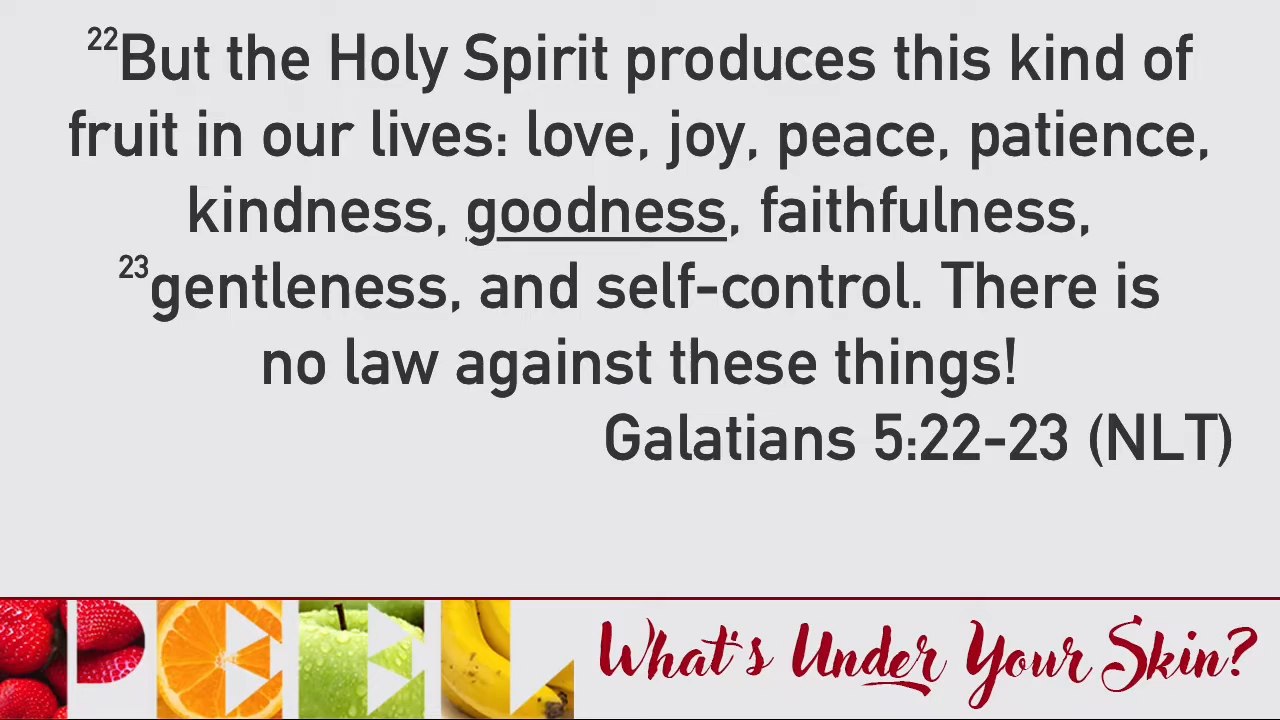 22But the Holy Spirit produces this kind of
fruit in our lives: love, joy, peace, patience,
kindness, goodness, faithfulness,
23gentleness, and self-control. There is
no law against these things!
Galatians 5:22-23 (NLT)
PEEL What's Under Your Skin?